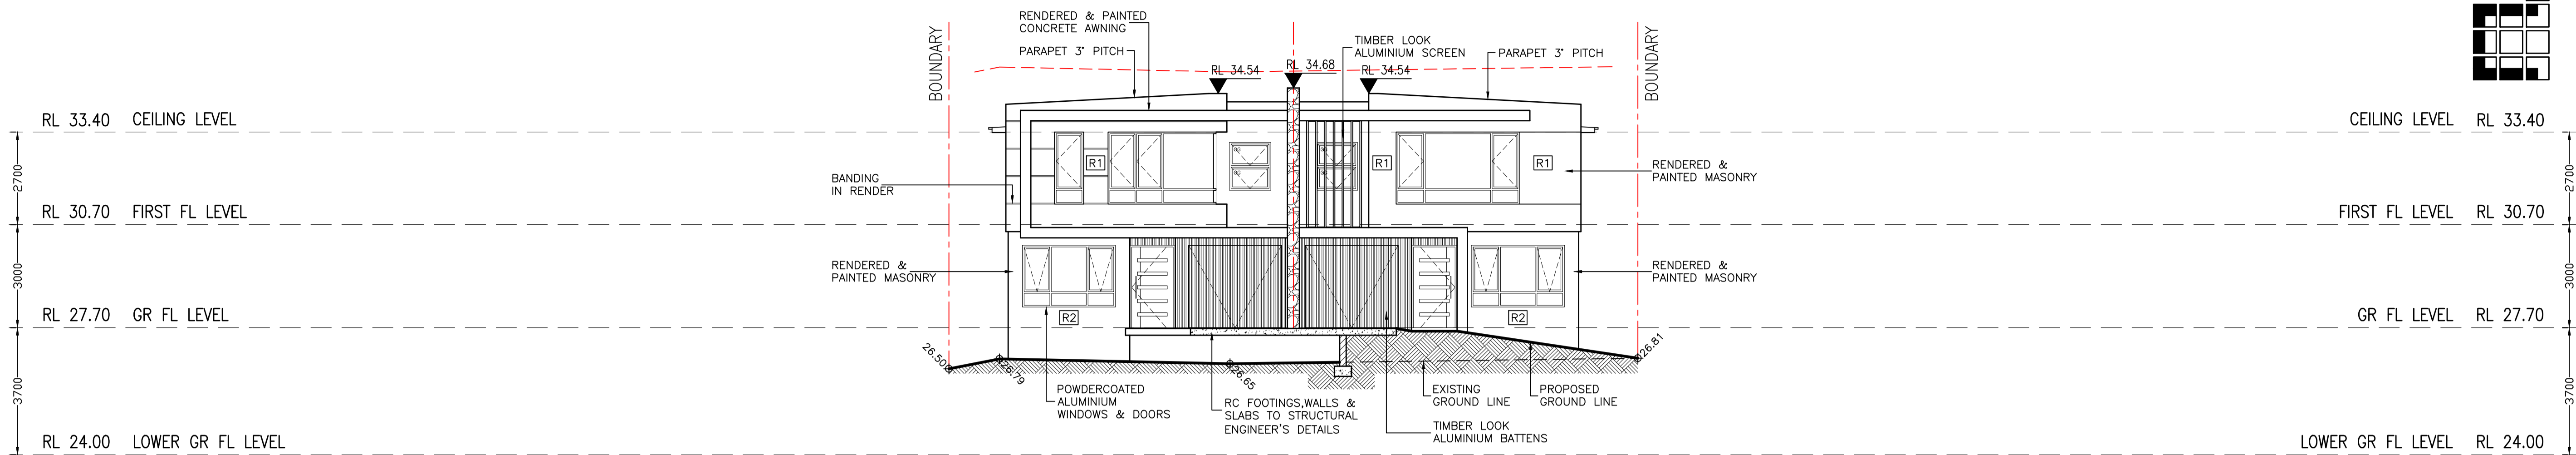 BOUNDARY
RENDERED & PAINTED
CONCRETE AWNING
PARAPET 3° PITCH
TIMBER LOOK
ALUMINIUM SCREEN
PARAPET 3° PITCH
BOUNDARY
RL 34.54
RL 34.68
RL 34.54
RL 33.40 CEILING LEVEL
CEILING LEVEL RL 33.40
2700
R1
R1
R1
RENDERED &
PAINTED MASONRY
2700
OG
OG
OG
OG
BANDING
IN RENDER
RL 30.70 FIRST FL LEVEL
FIRST FL LEVEL RL 30.70
3000
RENDERED &
PAINTED MASONRY
RENDERED &
PAINTED MASONRY
3000
RL 27.70 GR FL LEVEL
R2
R2
GR FL LEVEL RL 27.70
26.50
26.79
26.65
26.81
3700
POWDERCOATED
ALUMINIUM
WINDOWS & DOORS
RC FOOTINGS,WALLS &
SLABS TO STRUCTURAL
ENGINEER'S DETAILS
EXISTING
GROUND LINE
PROPOSED
GROUND LINE
TIMBER LOOK
ALUMINIUM BATTENS
3700
RL 24.00 LOWER GR FL LEVEL
LOWER GR FL LEVEL RL 24.00